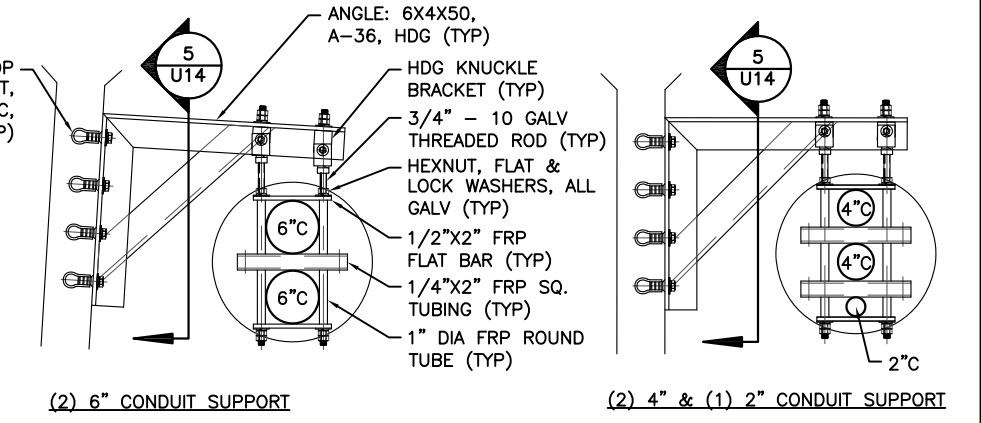 ANGLE: 6X4X50,
A-36, HDG (TYP)
5
U14
HDG KNUCKLE
BRACKET (TYP)
3/4" - 10 GALV
THREADED ROD (TYP)
HEXNUT, FLAT &
LOCK WASHERS, ALL
GALV (TYP)
1/2"X2" FRP
FLAT BAR (TYP)
1/4"X2" FRP SQ.
TUBING (TYP)
1" DIA FRP ROUND
TUBE (TYP)
6"C
6"C
(2) 6" CONDUIT SUPPORT
5
U14
4"C
4"C
2"C
(2) 4" & (1) 2" CONDUIT SUPPORT